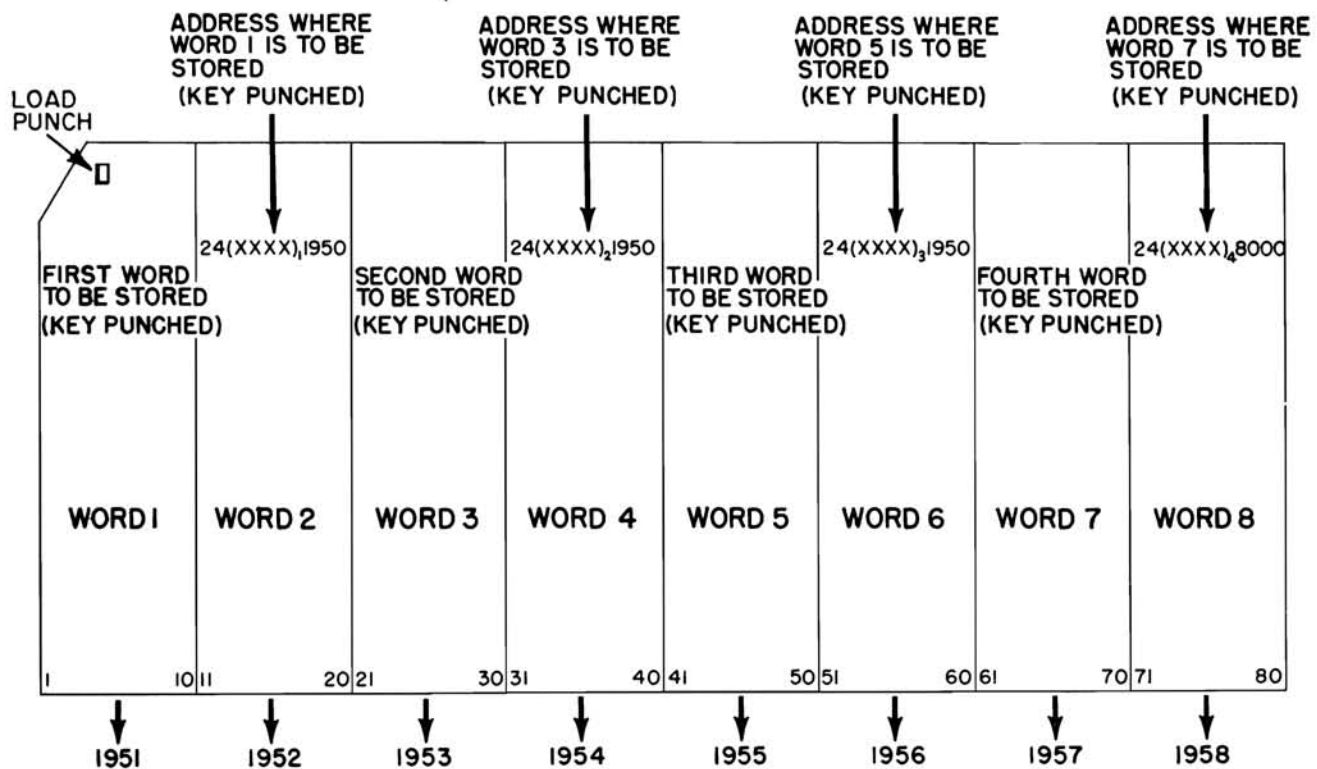 ADDRESS WHERE
WORD 1 IS TO BE
STORED
(KEY PUNCHED)
ADDRESS WHERE
WORD 3 IS TO BE
STORED
(KEY PUNCHED)
ADDRESS WHERE
WORD 5 IS TO BE
STORED
(KEY PUNCHED)
ADDRESS WHERE
WORD 7 IS TO BE
STORED
(KEY PUNCHED)
LOAD
PUNCH
24(XXXX)₁1950
24(XXXX)₂1950
24(XXXX)₃1950
24(XXXX)₄8000
FIRST WORD
TO BE STORED
(KEY PUNCHED)
SECOND WORD
TO BE STORED
(KEY PUNCHED)
THIRD WORD
TO BE STORED
(KEY PUNCHED)
FOURTH WORD
TO BE STORED
(KEY PUNCHED)
WORD 1 WORD 2 WORD 3 WORD 4 WORD 5 WORD 6 WORD 7 WORD 8
1 10 11 20 21 30 31 40 41 50 51 60 61 70 71 80
1951 1952 1953 1954 1955 1956 1957 1958